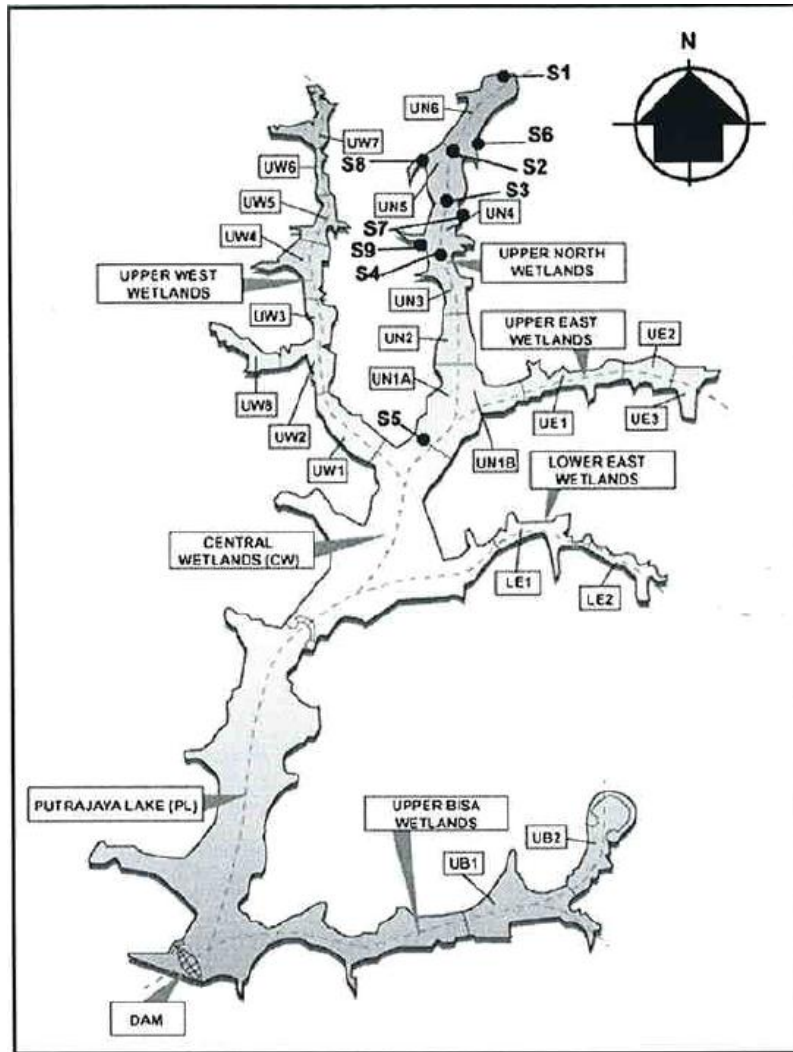 N
S1
UN6
S6
UW7
S8
S2
UW6
UN5
S3
UW5
S7
UN4
UW4
S9
S4
UPPER WEST
WETLANDS
UPPER NORTH
WETLANDS
UN3
UW3
UN2
UPPER EAST
WETLANDS
UE2
UW8
UN1A
UW2
S5
UE1
UE3
UW1
UN1B
LOWER EAST
WETLANDS
CENTRAL
WETLANDS (CW)
LE1
LE2
PUTRAJAYA LAKE (PL)
UPPER BISA
WETLANDS
UB2
UB1
DAM